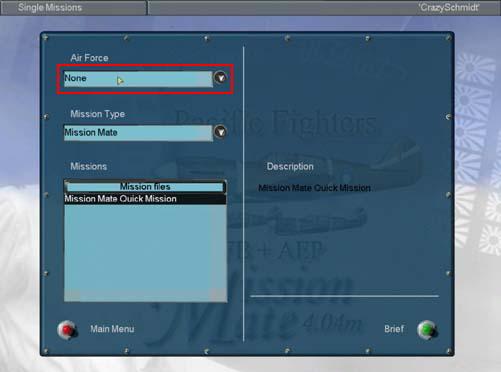 Single Missions 'CrazySchmidt'
Air Force
None
Mission Type
Mission Mate
Pacific Fighters
Missions
Description
Mission files
Mission Mate Quick Mission
Mission Mate Quick Mission
FB + AEP
Mission
Mate 4.04m
Main Menu
Brief